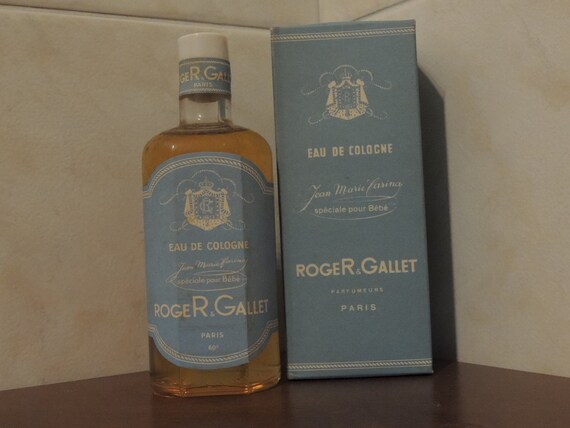 ROGER & GALLET
PARIS
EAU DE COLOGNE
Jean Marie Farina
spéciale pour Bébé
ROGER & GALLET
PARIS
60°
EAU DE COLOGNE
Jean Marie Farina
spéciale pour Bébé
ROGER & GALLET
PARFUMEURS
PARIS